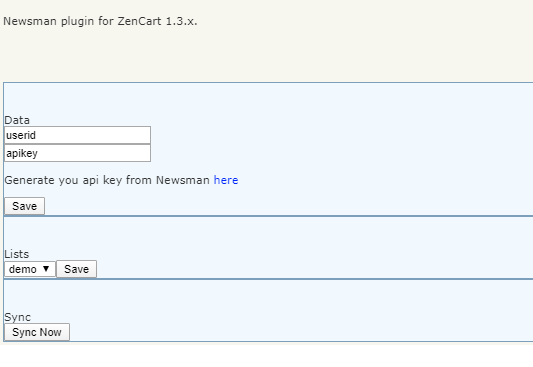 Newsman plugin for ZenCart 1.3.x.
Data
userid
apikey
Generate you api key from Newsman here
Save
Lists
demo Save
Sync
Sync Now